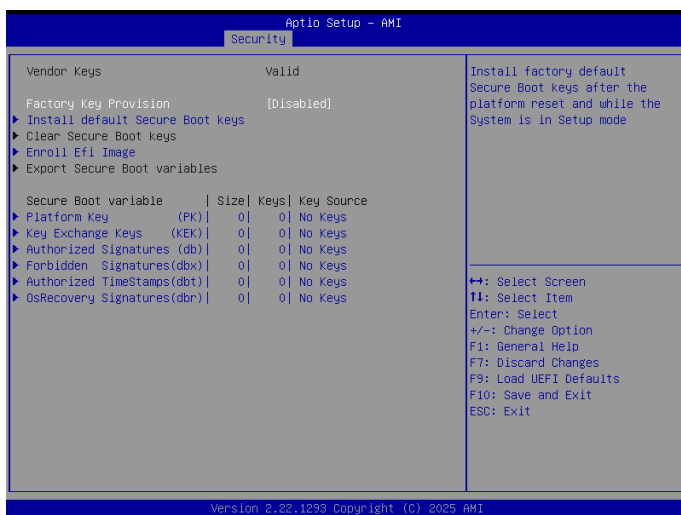 Aptio Setup - AMI
Security
Vendor Keys Valid
Factory Key Provision [Disabled]
Install default Secure Boot keys
Clear Secure Boot keys
Enroll Efi Image
Export Secure Boot variables
Secure Boot variable | Size| Keys| Key Source
Platform Key (PK)| 0| 0| No Keys
Key Exchange Keys (KEK)| 0| 0| No Keys
Authorized Signatures (db)| 0| 0| No Keys
Forbidden Signatures(dbx)| 0| 0| No Keys
Authorized TimeStamps(dbt)| 0| 0| No Keys
OsRecovery Signatures(dbr)| 0| 0| No Keys
Install factory default
Secure Boot keys after the
platform reset and while the
System is in Setup mode
↔: Select Screen
↑↓: Select Item
Enter: Select
+/-: Change Option
F1: General Help
F7: Discard Changes
F9: Load UEFI Defaults
F10: Save and Exit
ESC: Exit
Version 2.22.1293 Copyright (C) 2025 AMI